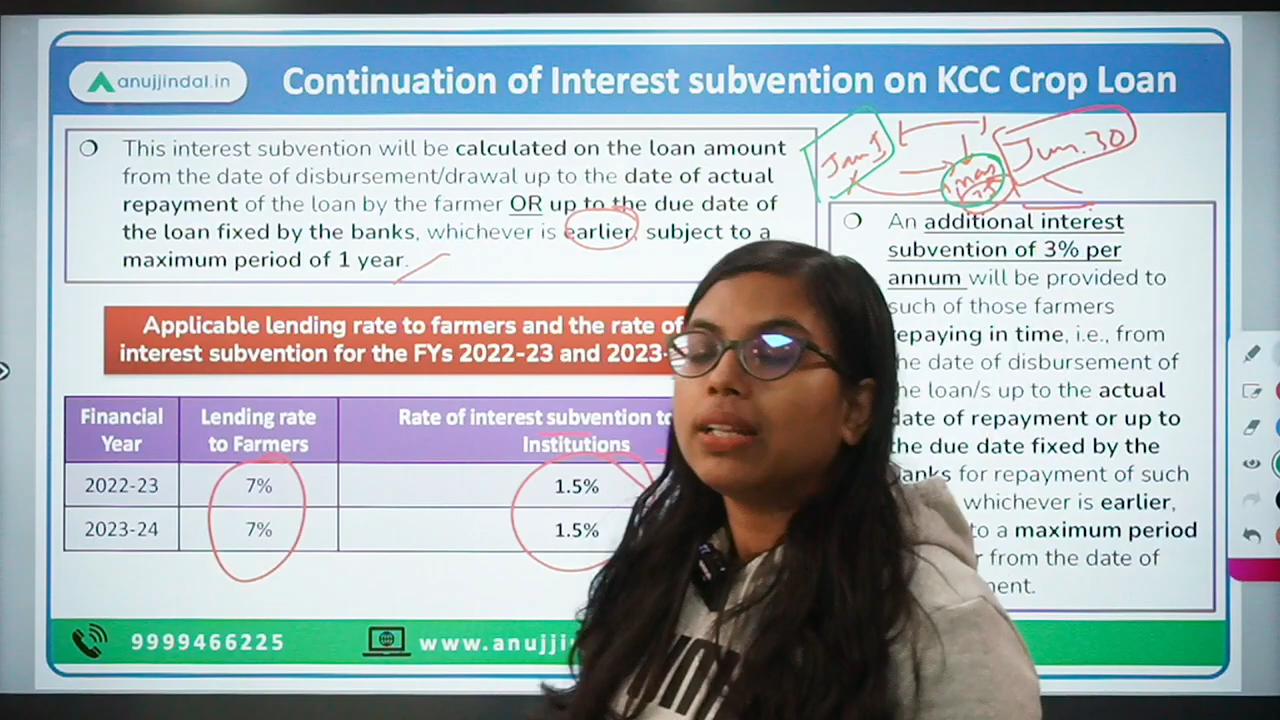 anujjindal.in
Continuation of Interest subvention on KCC Crop Loan
This interest subvention will be calculated on the loan amount
from the date of disbursement/drawal up to the date of actual
repayment of the loan by the farmer OR up to the due date of
the loan fixed by the banks, whichever is earlier, subject to a
maximum period of 1 year.
Jan 1
Jun. 30
An additional interest
subvention of 3% per
annum will be provided to
such of those farmers
repaying in time, i.e., from
the date of disbursement of
the loan/s up to the actual
date of repayment or up to
the due date fixed by the
banks for repayment of such
whichever is earlier,
to a maximum period
from the date of
Applicable lending rate to farmers and the rate of
interest subvention for the FYs 2022-23 and 2023-
Financial Year
Lending rate to Farmers
Rate of interest subvention to Institutions
2022-23 7% 1.5%
2023-24 7% 1.5%
9999466225
www.anujji